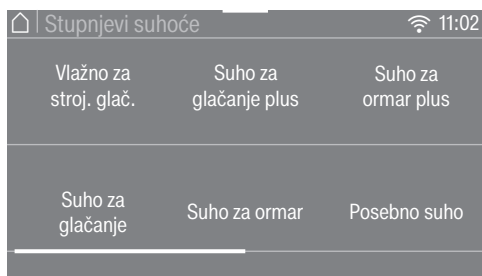 Stupnjevi suhoće 11:02
Vlažno za
stroj. glač.
Suho za
glačanje plus
Suho za
ormar plus
Suho za
glačanje
Suho za ormar
Posebno suho